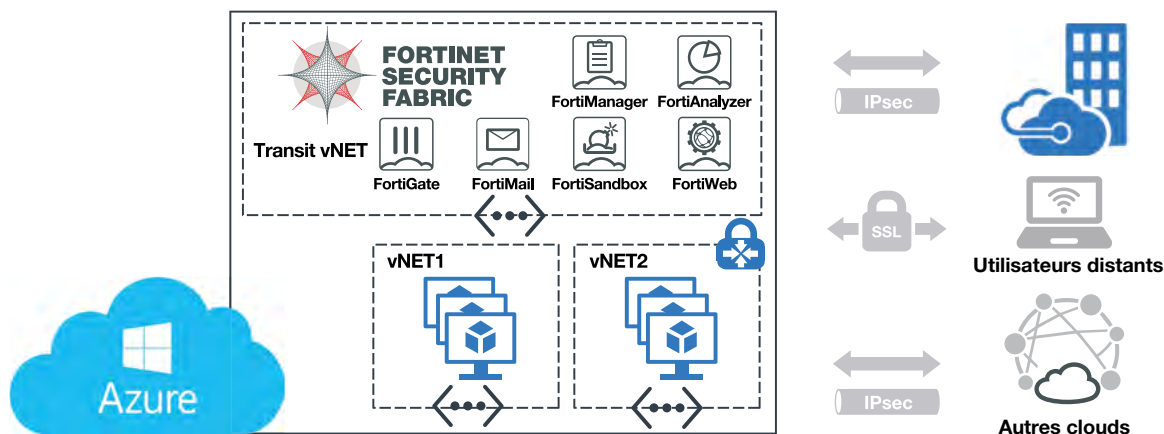 FORTINET
SECURITY
FABRIC
FortiManager
FortiAnalyzer
Transit vNET
FortiGate
FortiMail
FortiSandbox
FortiWeb
vNET1
vNET2
Azure
IPsec
SSL
Utilisateurs distants
IPsec
Autres clouds